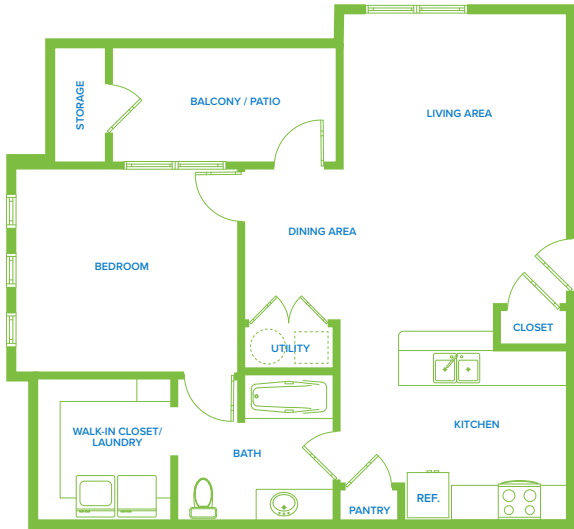 STORAGE
BALCONY / PATIO
LIVING AREA
DINING AREA
BEDROOM
CLOSET
UTILITY
WALK-IN CLOSET/
LAUNDRY
BATH
KITCHEN
PANTRY
REF.